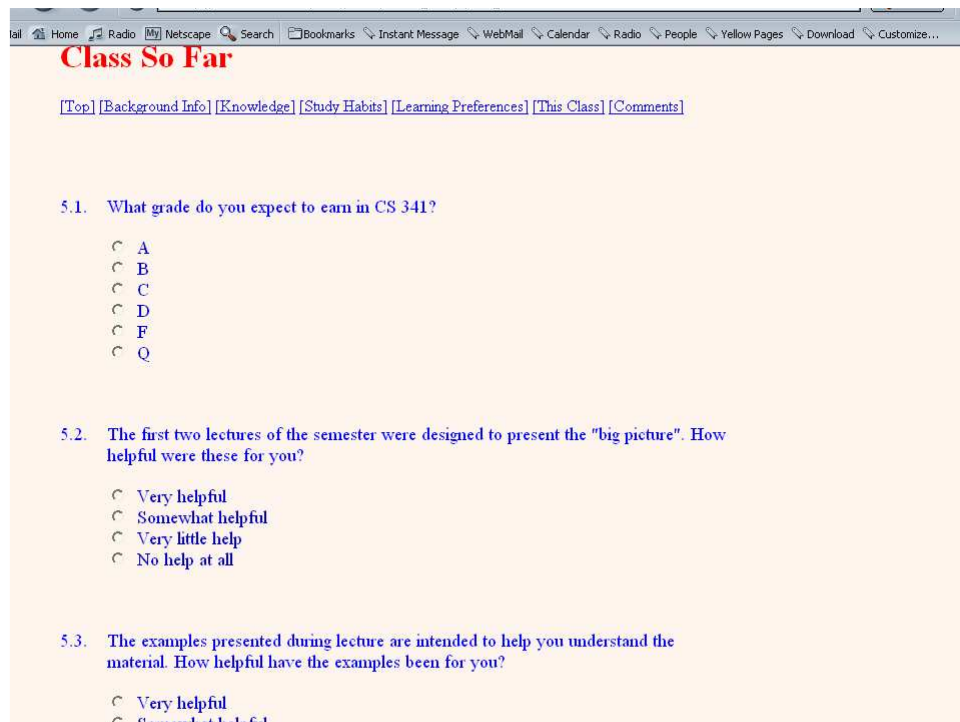 ail Home Radio My Netscape Search Bookmarks Instant Message WebMail Calendar Radio People Yellow Pages Download Customize...
Class So Far
[Top] [Background Info] [Knowledge] [Study Habits] [Learning Preferences] [This Class] [Comments]
5.1. What grade do you expect to earn in CS 341?
A
B
C
D
F
Q
5.2. The first two lectures of the semester were designed to present the "big picture". How
helpful were these for you?
Very helpful
Somewhat helpful
Very little help
No help at all
5.3. The examples presented during lecture are intended to help you understand the
material. How helpful have the examples been for you?
Very helpful
Somewhat helpful